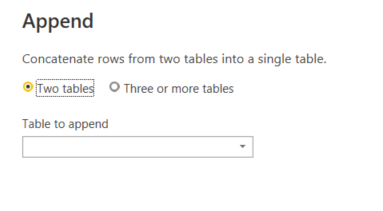 Append
Concatenate rows from two tables into a single table.
Two tables Three or more tables
Table to append